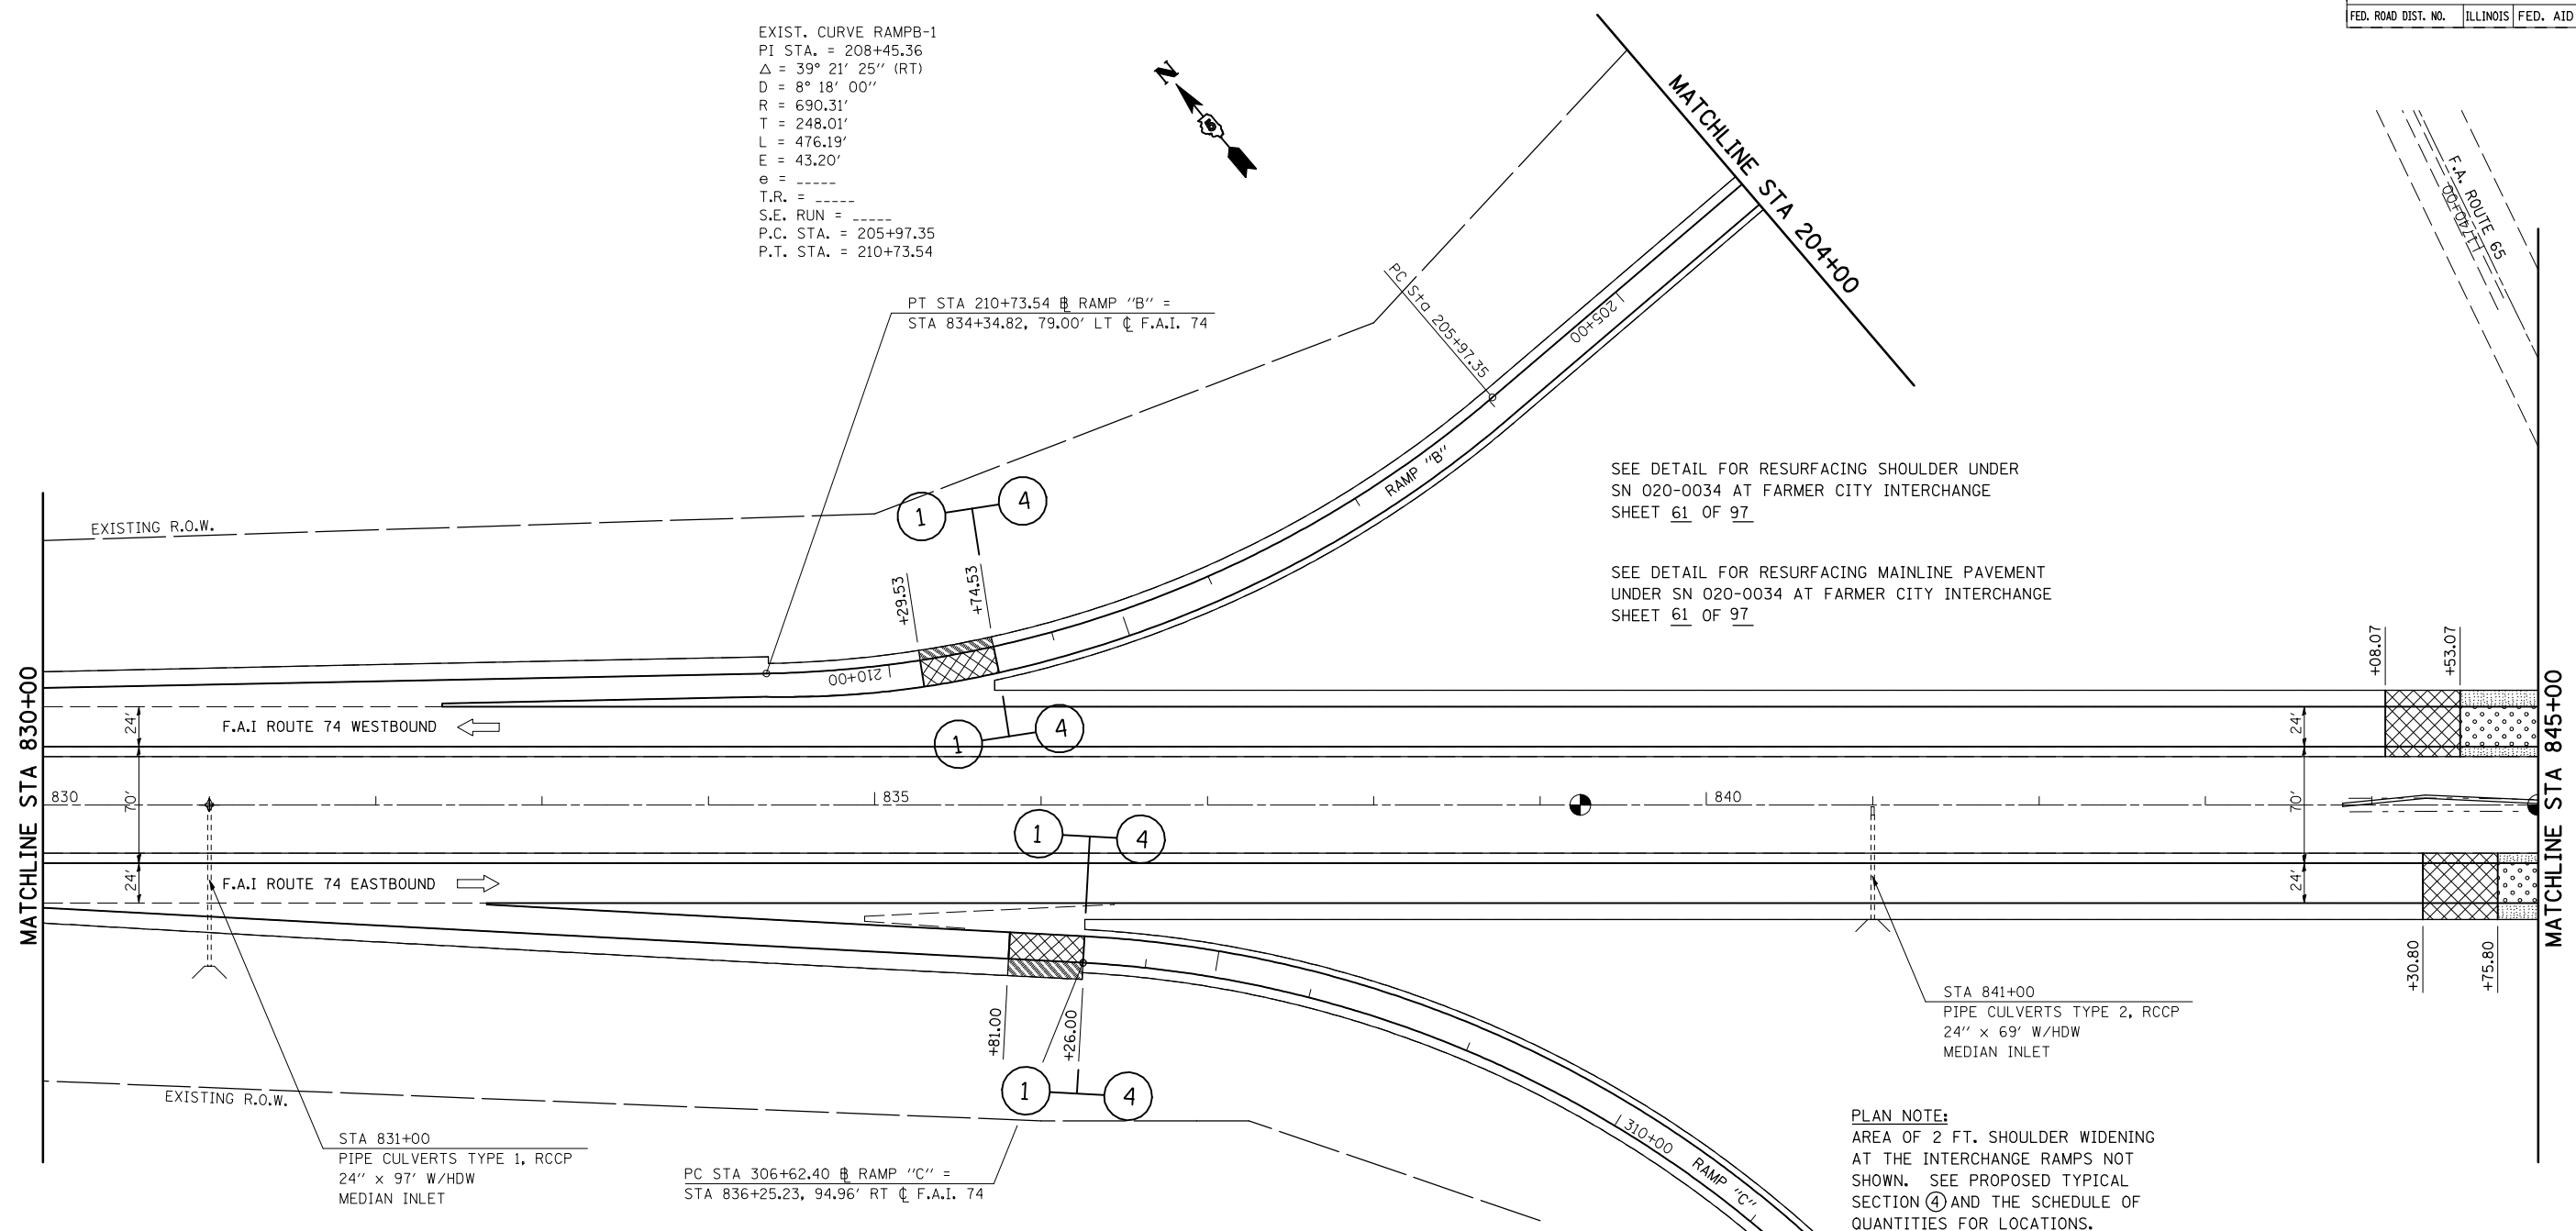 FED. ROAD DIST. NO. ILLINOIS FED. AID
EXIST. CURVE RAMPB-1
PI STA. = 208+45.36
Δ = 39° 21' 25'' (RT)
D = 8° 18' 00''
R = 690.31'
T = 248.01'
L = 476.19'
E = 43.20'
e = _____
T.R. = _____
S.E. RUN = _____
P.C. STA. = 205+97.35
P.T. STA. = 210+73.54
N
MATCHLINE STA 204+00
F.A. ROUTE 65
PC Sta 205+97.35
205+00
RAMP ''B''
PT STA 210+73.54 ⅊ RAMP ''B'' =
STA 834+34.82, 79.00' LT ℄ F.A.I. 74
SEE DETAIL FOR RESURFACING SHOULDER UNDER
SN 020-0034 AT FARMER CITY INTERCHANGE
SHEET 61 OF 97
SEE DETAIL FOR RESURFACING MAINLINE PAVEMENT
UNDER SN 020-0034 AT FARMER CITY INTERCHANGE
SHEET 61 OF 97
EXISTING R.O.W.
1 4
+29.53
+74.53
210+00
1 4
+08.07
+53.07
MATCHLINE STA 830+00
24'
F.A.I ROUTE 74 WESTBOUND
24'
MATCHLINE STA 845+00
830
70'
835
840
70'
1 4
24'
F.A.I ROUTE 74 EASTBOUND
24'
+81.00
+26.00
+30.80
+75.80
1 4
STA 841+00
PIPE CULVERTS TYPE 2, RCCP
24'' x 69' W/HDW
MEDIAN INLET
EXISTING R.O.W.
STA 831+00
PIPE CULVERTS TYPE 1, RCCP
24'' x 97' W/HDW
MEDIAN INLET
PC STA 306+62.40 ⅊ RAMP ''C'' =
STA 836+25.23, 94.96' RT ℄ F.A.I. 74
310+00
RAMP ''C''
PLAN NOTE:
AREA OF 2 FT. SHOULDER WIDENING
AT THE INTERCHANGE RAMPS NOT
SHOWN. SEE PROPOSED TYPICAL
SECTION 4 AND THE SCHEDULE OF
QUANTITIES FOR LOCATIONS.